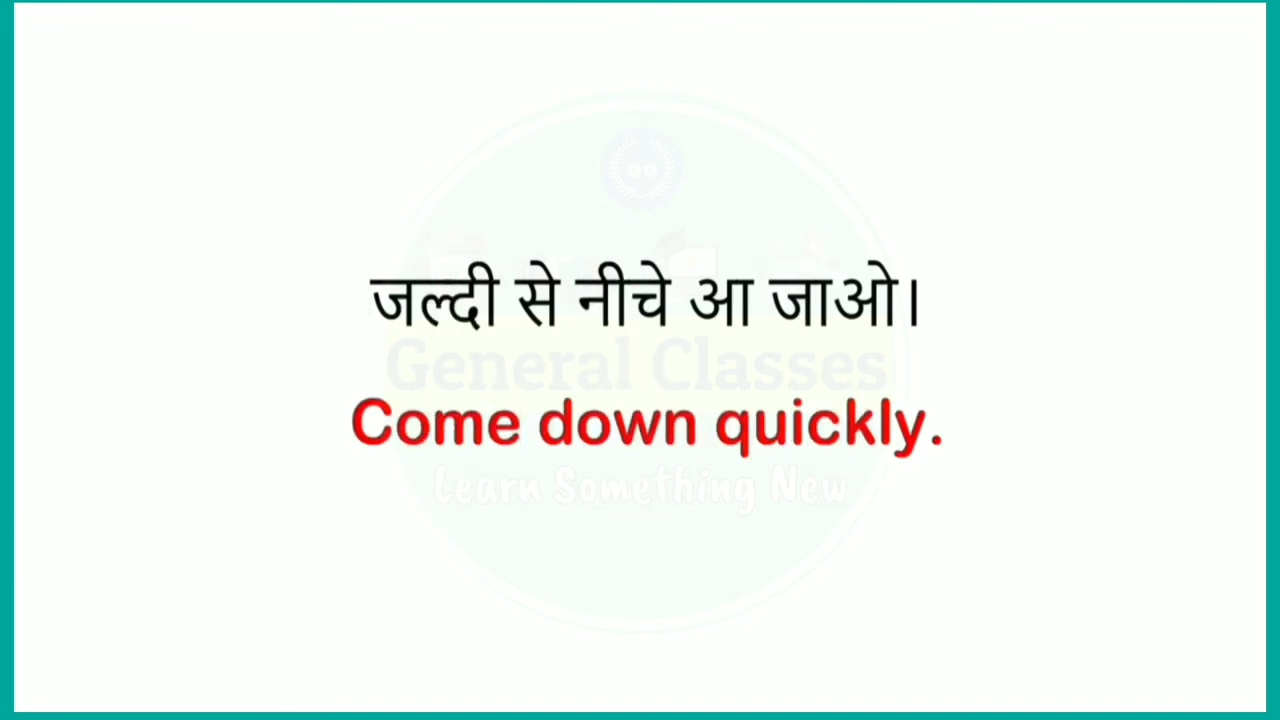 जल्दी से नीचे आ जाओ।
General Classes
Come down quickly.
Learn Something New